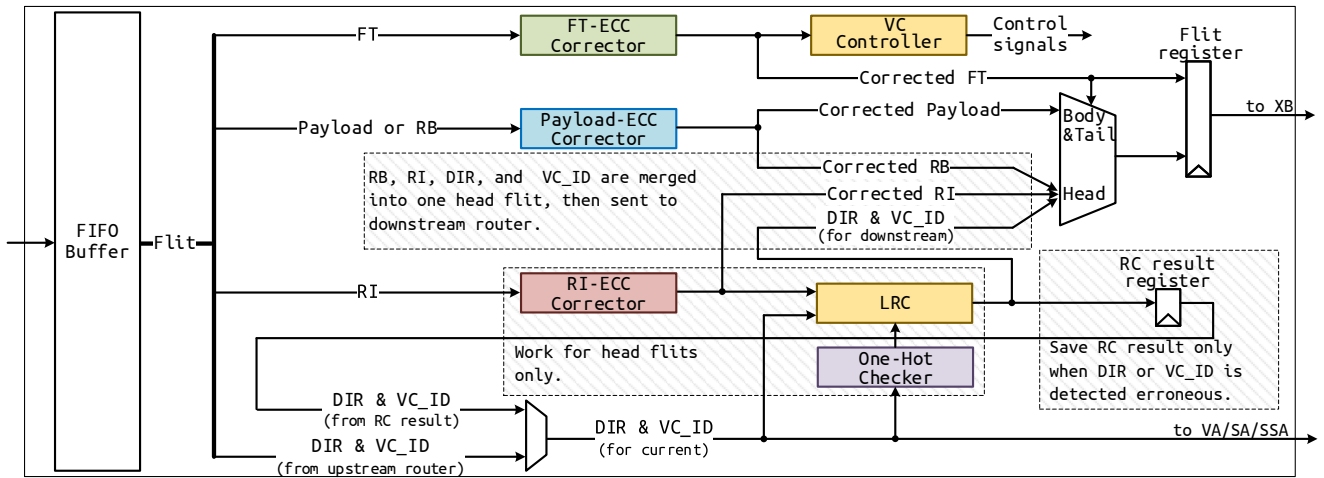 FIFO
Buffer
Flit
FT
FT-ECC
Corrector
VC
Controller
Control
signals
Flit
register
Corrected FT
to XB
Payload or RB
Payload-ECC
Corrector
Corrected Payload
Body
&Tail
Corrected RB
Corrected RI
Head
DIR & VC_ID
(for downstream)
RB, RI, DIR, and VC_ID are merged
into one head flit, then sent to
downstream router.
RI
RI-ECC
Corrector
LRC
RC result
register
Work for head flits
only.
One-Hot
Checker
Save RC result only
when DIR or VC_ID is
detected erroneous.
DIR & VC_ID
(from RC result)
DIR & VC_ID
(from upstream router)
DIR & VC_ID
(for current)
to VA/SA/SSA